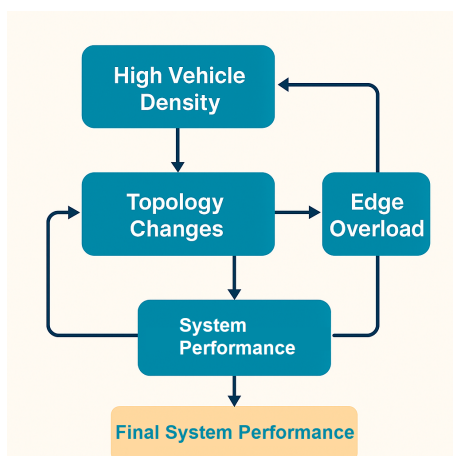 High Vehicle
Density
Topology
Changes
Edge
Overload
System
Performance
Final System Performance